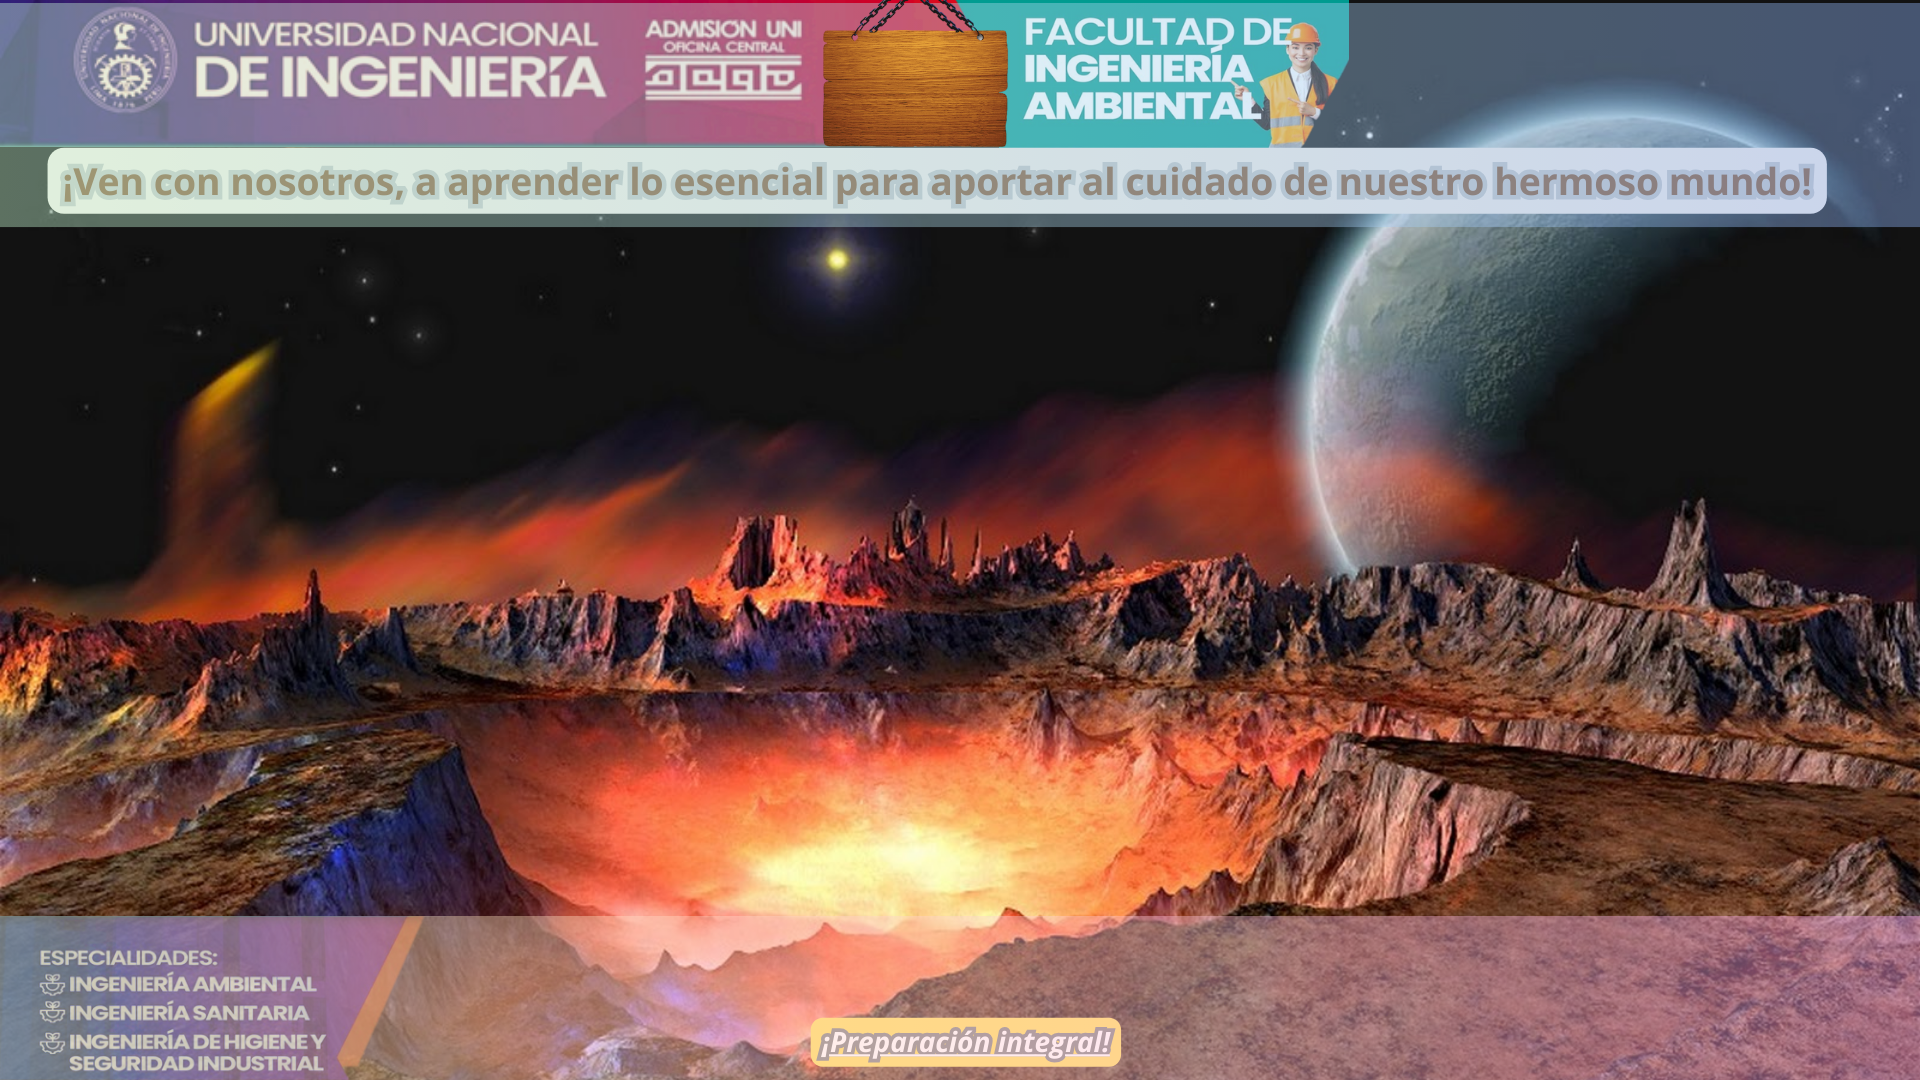 UNIVERSIDAD NACIONAL
DE INGENIERÍA
ADMISIÓN UNI
OFICINA CENTRAL
FACULTAD DE
INGENIERÍA
AMBIENTAL
¡Ven con nosotros, a aprender lo esencial para aportar al cuidado de nuestro hermoso mundo!
ESPECIALIDADES:
INGENIERÍA AMBIENTAL
INGENIERÍA SANITARIA
INGENIERÍA DE HIGIENE Y
SEGURIDAD INDUSTRIAL
¡Preparación integral!